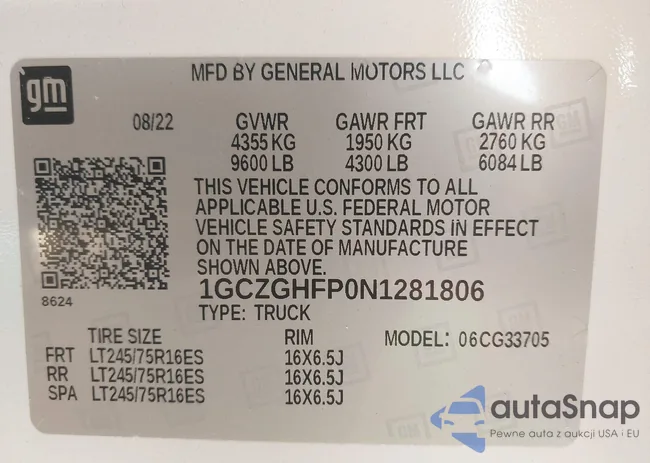 gm
MFD BY GENERAL MOTORS LLC
08/22 GVWR GAWR FRT GAWR RR
4355 KG 1950 KG 2760 KG
9600 LB 4300 LB 6084 LB
THIS VEHICLE CONFORMS TO ALL
APPLICABLE U.S. FEDERAL MOTOR
VEHICLE SAFETY STANDARDS IN EFFECT
ON THE DATE OF MANUFACTURE
SHOWN ABOVE.
8624
1GCZGHFP0N1281806
TYPE: TRUCK
TIRE SIZE RIM MODEL: 06CG33705
FRT LT245/75R16ES 16X6.5J
RR LT245/75R16ES 16X6.5J
SPA LT245/75R16ES 16X6.5J
autaSnap
Pewne auta z aukcji USA i EU